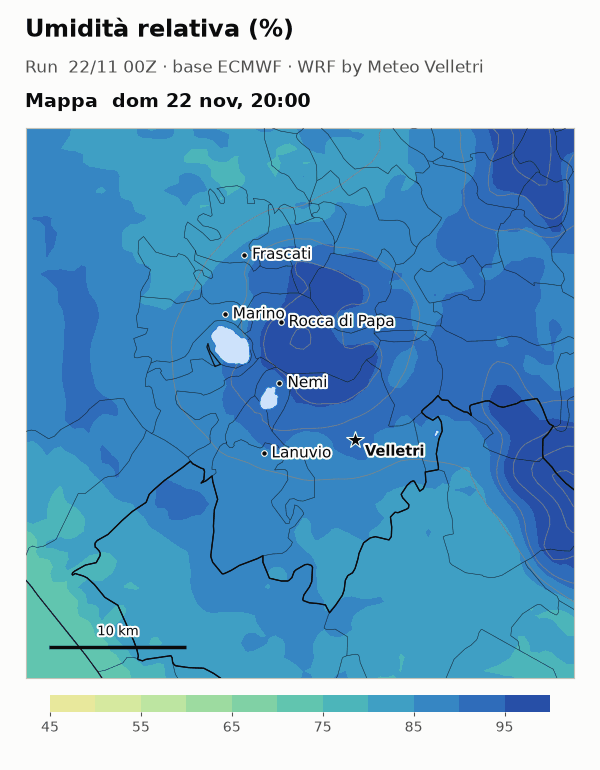 Umidità relativa (%)
Run  22/11 00Z · base ECMWF · WRF by Meteo Velletri
Mappa  dom 22 nov, 20:00
Frascati
Marino
Rocca di Papa
Nemi
Velletri
Lanuvio
10 km
45 55 65 75 85 95